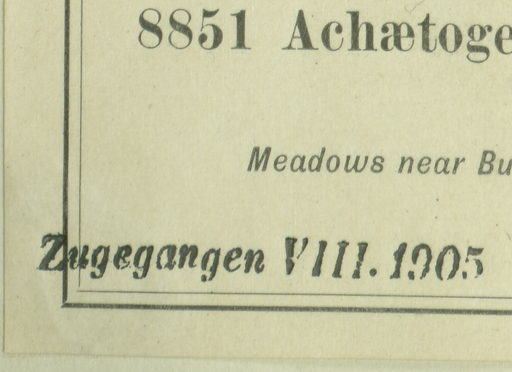 8851 Achætoge
Meadows near Bu
Zugegangen VIII. 1905